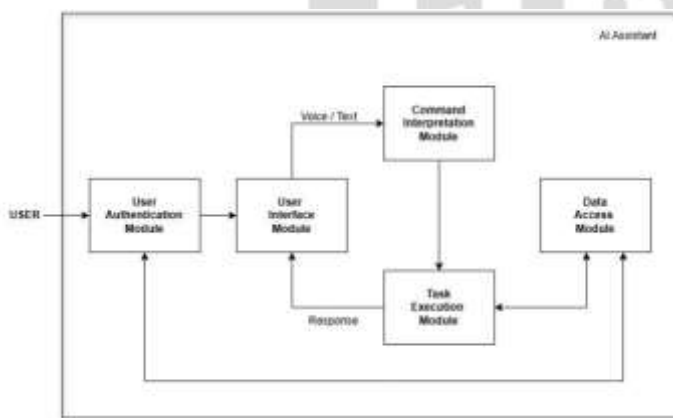 AI Assistant
Command
Interpretation
Module
Voice / Text
USER
User
Authentication
Module
User
Interface
Module
Data
Access
Module
Task
Execution
Module
Response